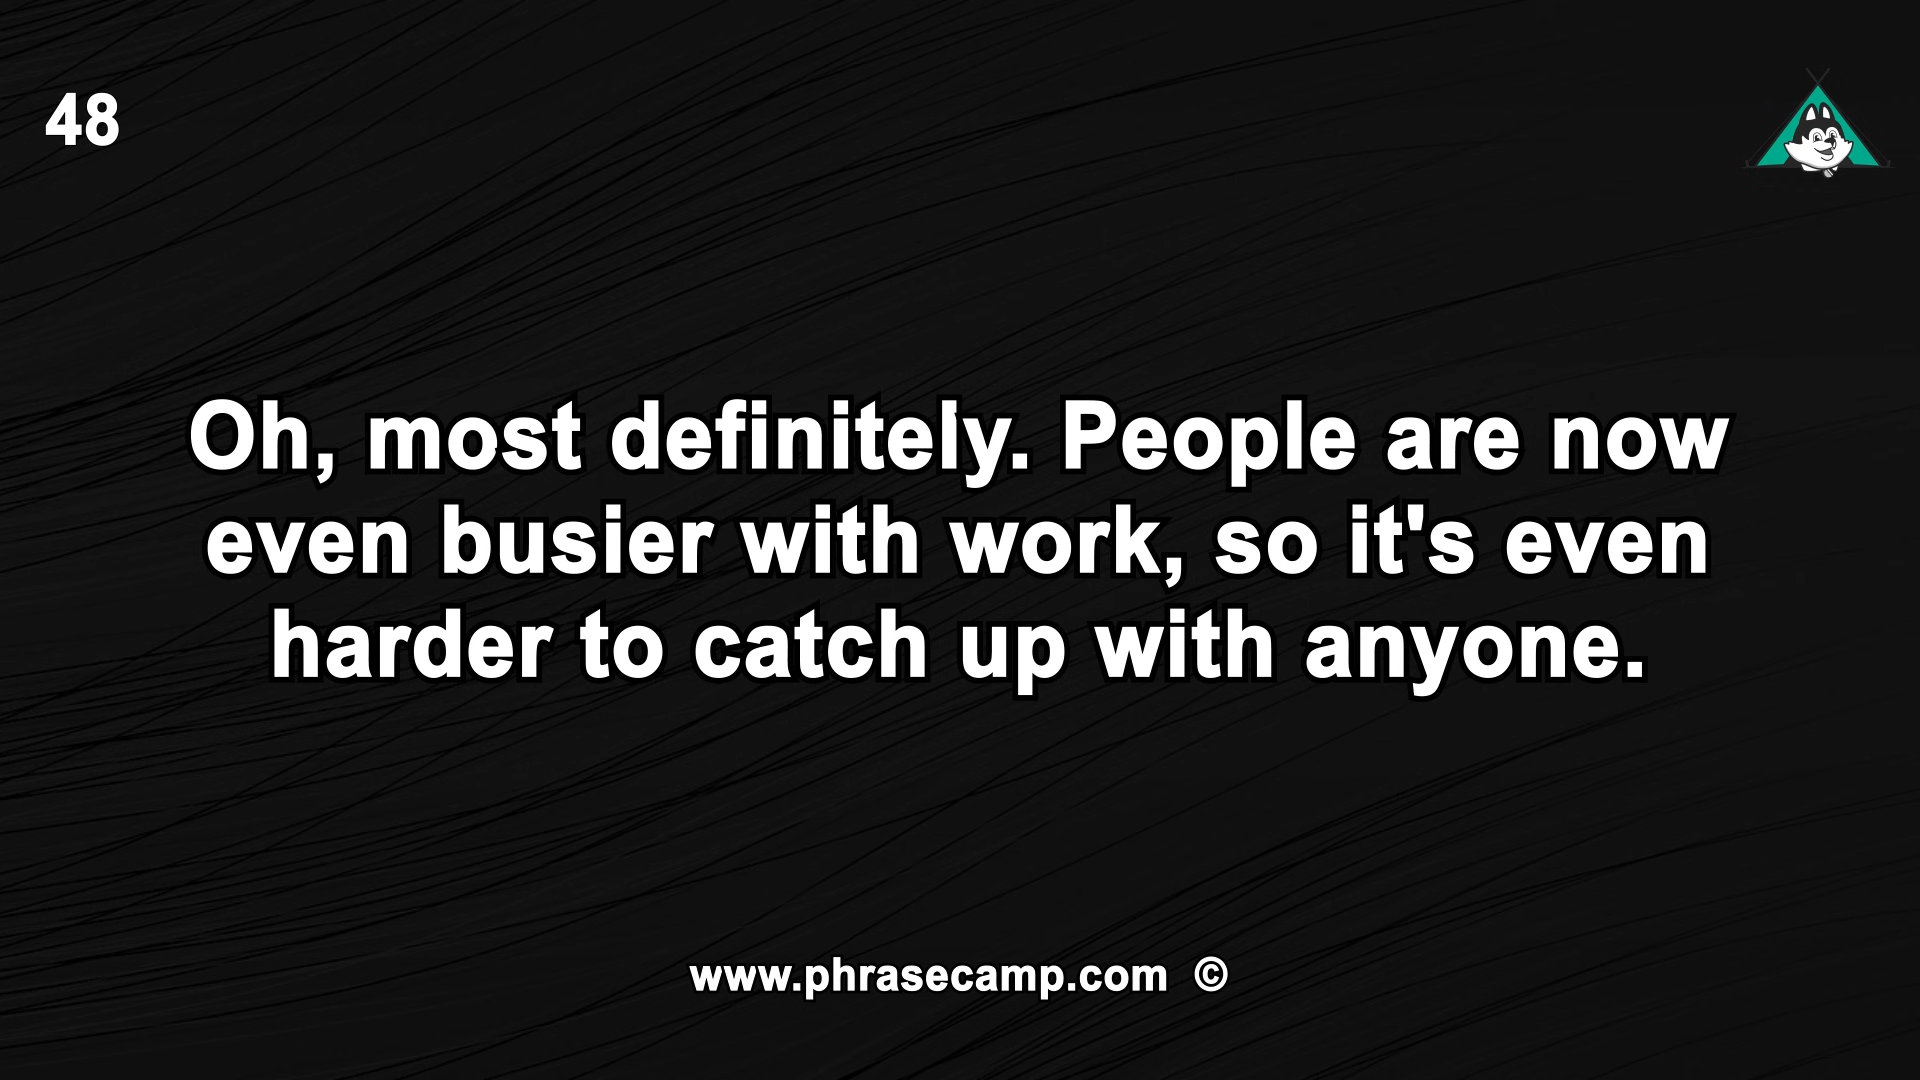 48
Oh, most definitely. People are now
even busier with work, so it's even
harder to catch up with anyone.
www.phrasecamp.com ©